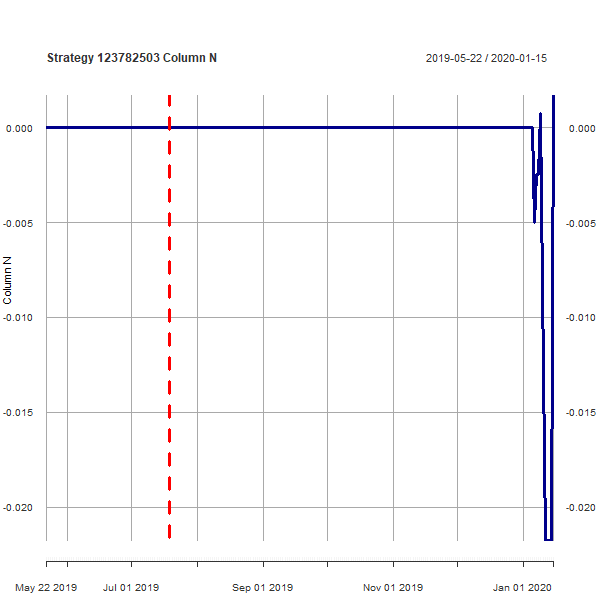 Strategy 123782503 Column N
2019-05-22 / 2020-01-15
0.000 0.000
-0.005 -0.005
Column N
-0.010 -0.010
-0.015 -0.015
-0.020 -0.020
May 22 2019 Jul 01 2019 Sep 01 2019 Nov 01 2019 Jan 01 2020